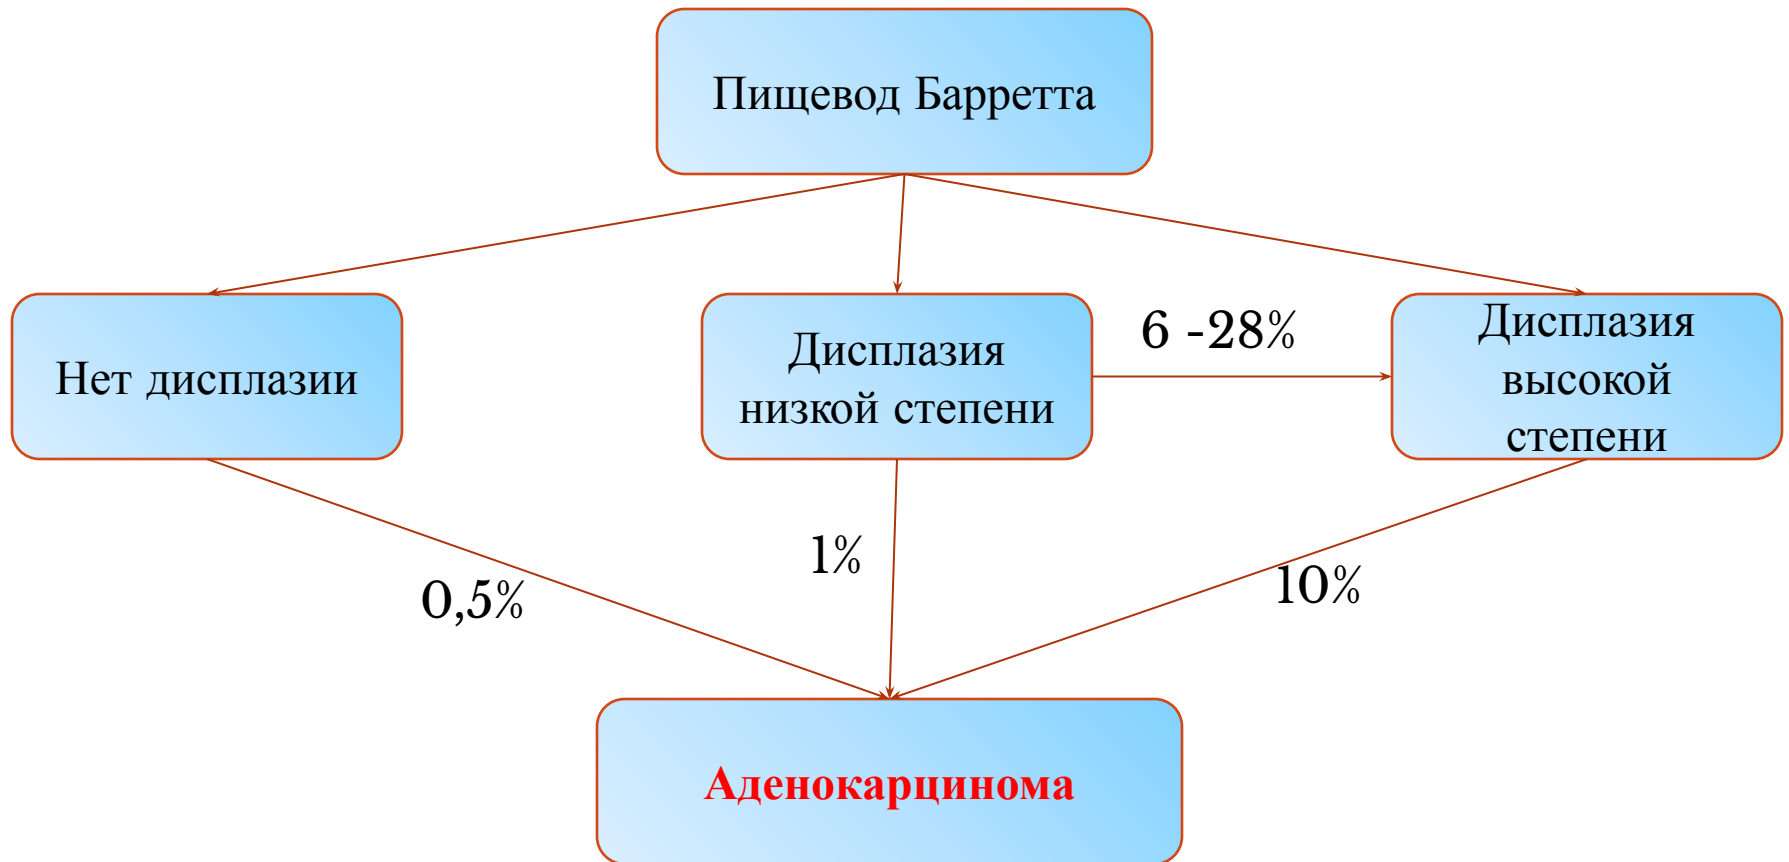 Пищевод Барретта
Нет дисплазии
Дисплазия
низкой степени
6 -28%
Дисплазия
высокой
степени
0,5%
1%
10%
Аденокарцинома